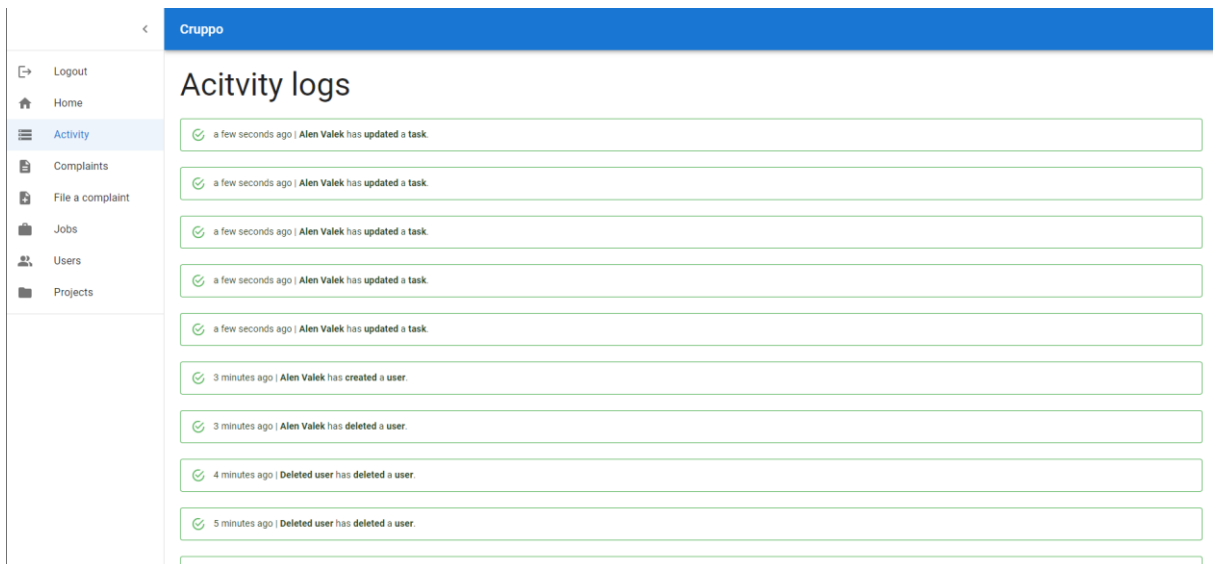 Cruppo
Logout
Home
Activity
Complaints
File a complaint
Jobs
Users
Projects
Acitvity logs
a few seconds ago | Alen Valek has updated a task.
a few seconds ago | Alen Valek has updated a task.
a few seconds ago | Alen Valek has updated a task.
a few seconds ago | Alen Valek has updated a task.
a few seconds ago | Alen Valek has updated a task.
3 minutes ago | Alen Valek has created a user.
3 minutes ago | Alen Valek has deleted a user.
4 minutes ago | Deleted user has deleted a user.
5 minutes ago | Deleted user has deleted a user.